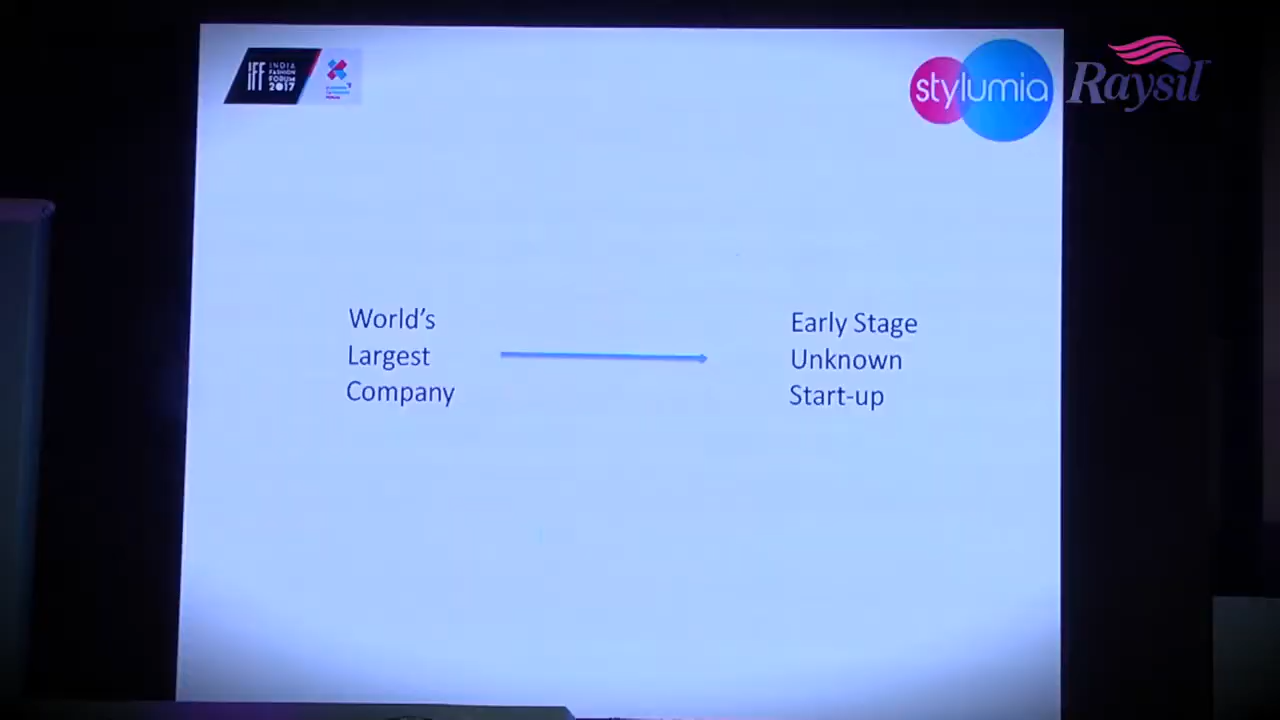 IFF INDIA
FASHION
FORUM
2017
stylumia
Raysil
World's
Largest
Company
Early Stage
Unknown
Start-up